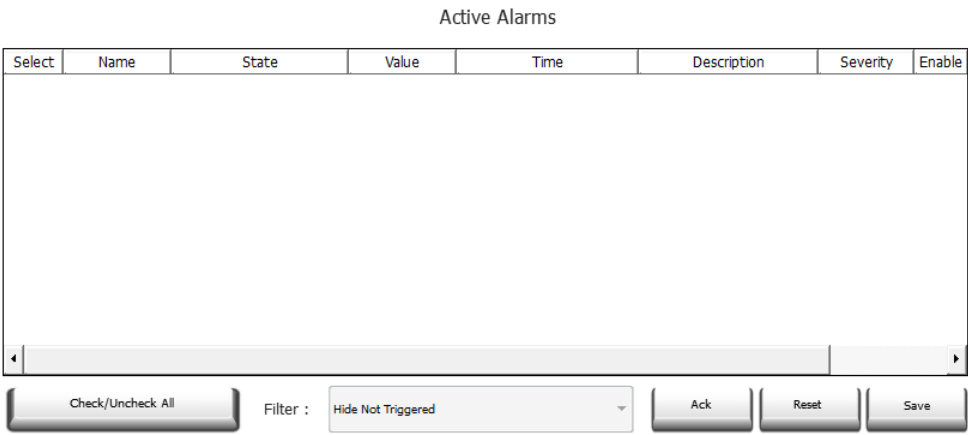 Active Alarms
Select Name State Value Time Description Severity Enable
Check/Uncheck All Filter : Hide Not Triggered Ack Reset Save